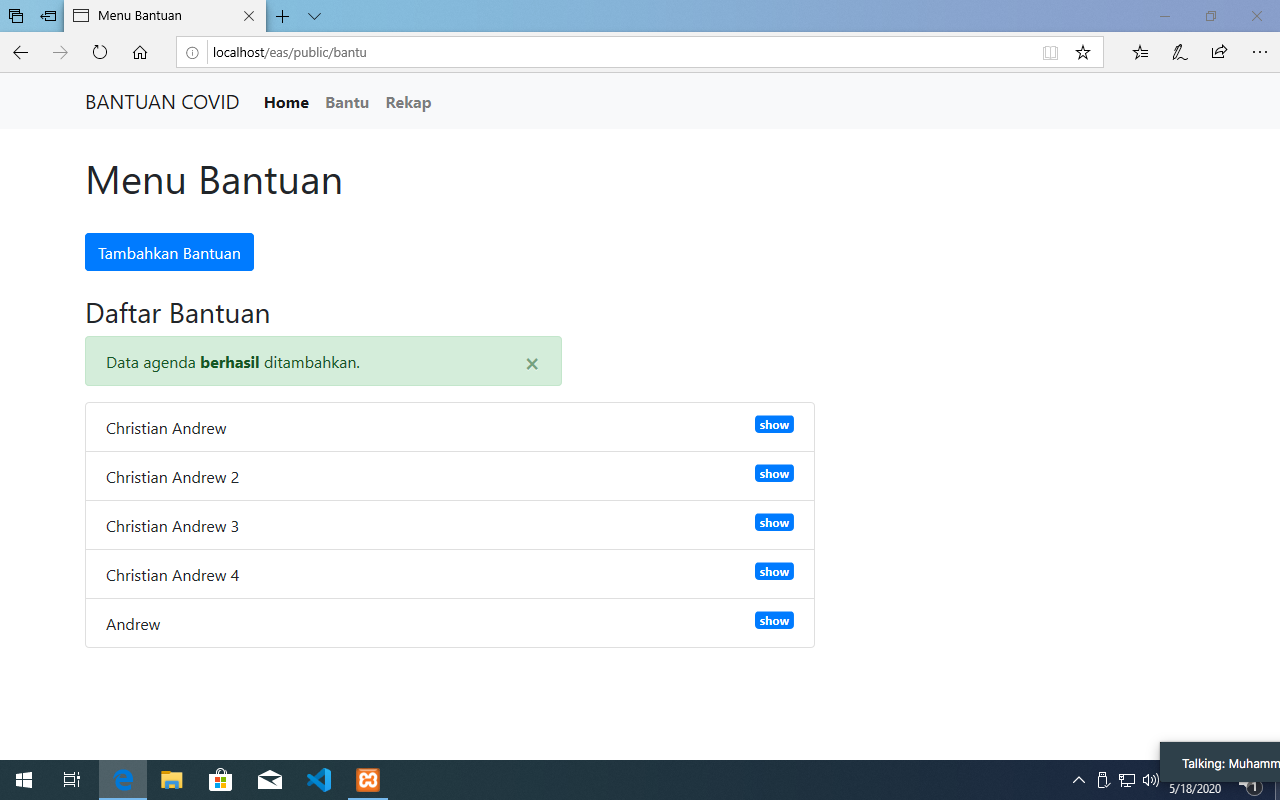 Menu Bantuan
localhost/eas/public/bantu
BANTUAN COVID Home Bantu Rekap
Menu Bantuan
Tambahkan Bantuan
Daftar Bantuan
Data agenda berhasil ditambahkan. ×
Christian Andrew show
Christian Andrew 2 show
Christian Andrew 3 show
Christian Andrew 4 show
Andrew show
Talking: Muhamm
5/18/2020 1